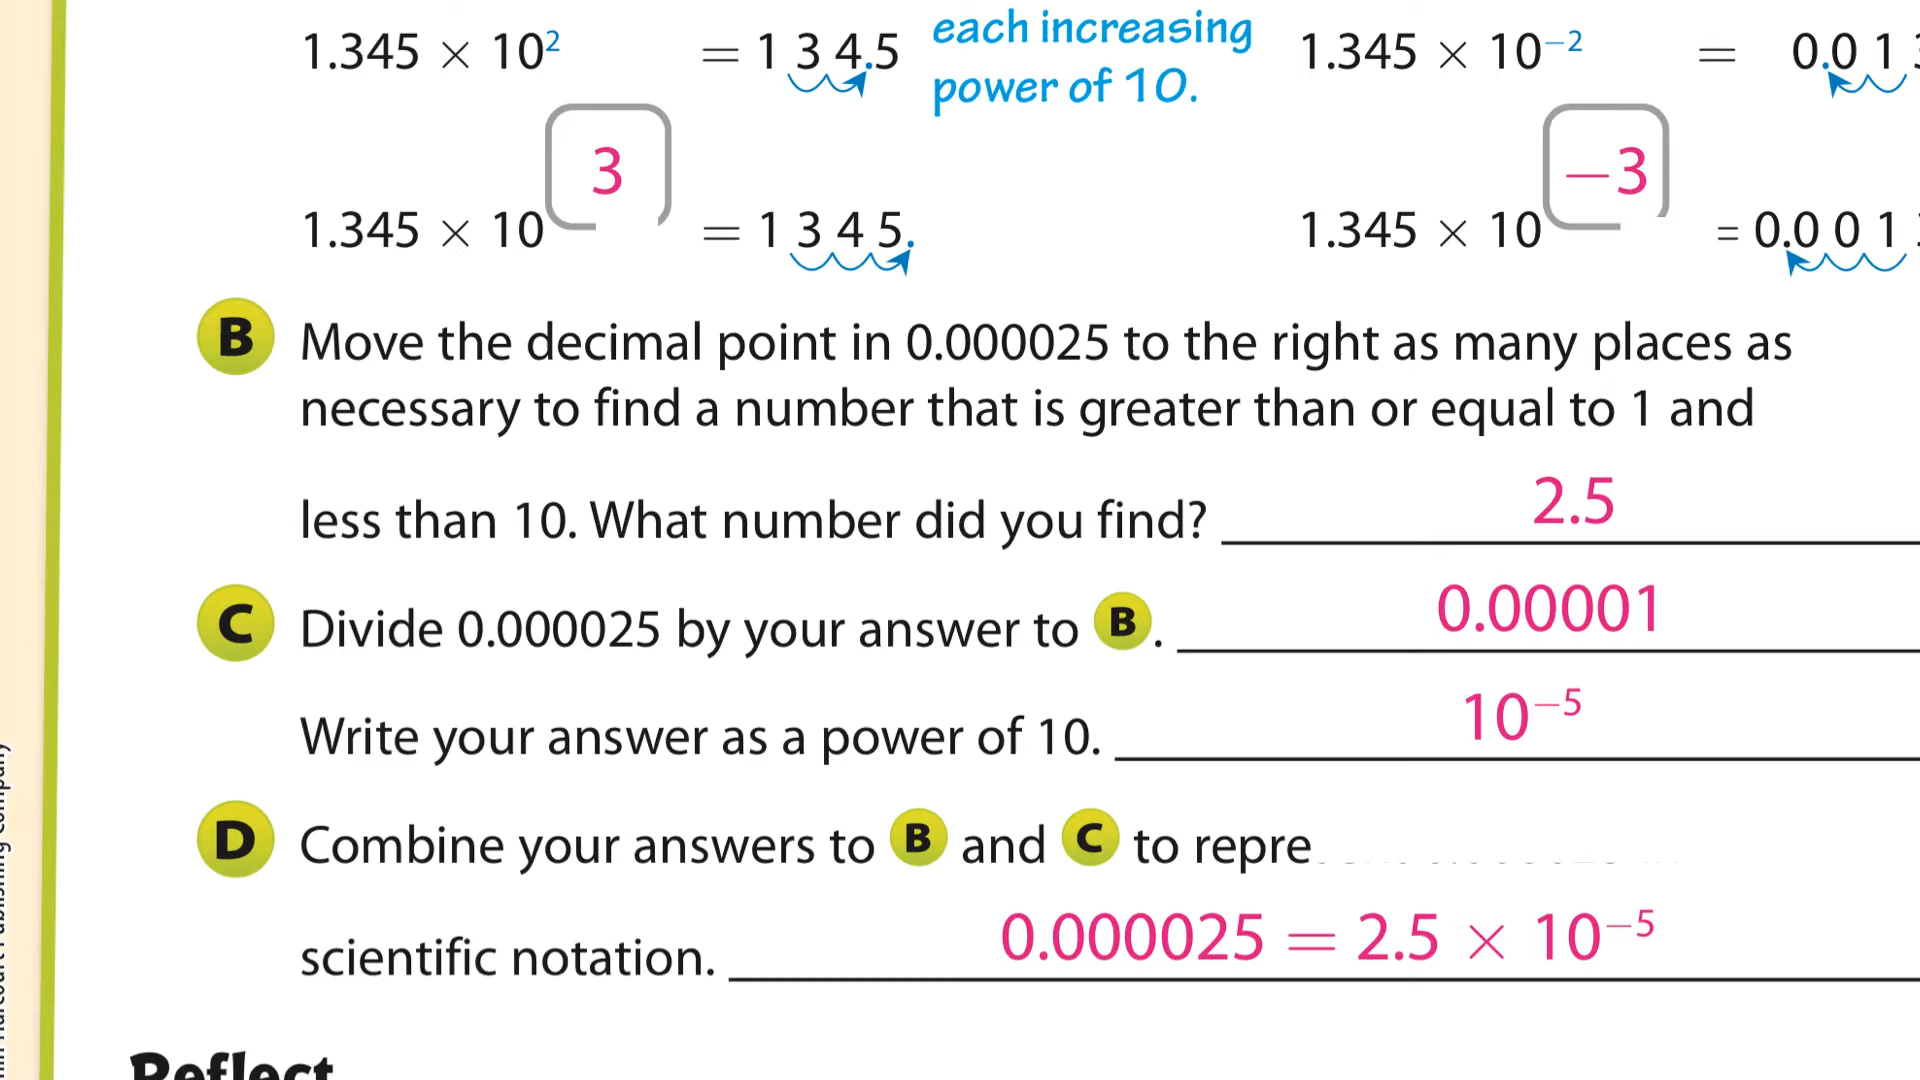 1.345 × 10² = 1 3 4.5 each increasing 1.345 × 10⁻² = 0.0 1
power of 10.
1.345 × 10 3 = 1 3 4 5. 1.345 × 10 −3 = 0.0 0 1
B Move the decimal point in 0.000025 to the right as many places as
necessary to find a number that is greater than or equal to 1 and
less than 10. What number did you find? 2.5
C Divide 0.000025 by your answer to B. 0.00001
Write your answer as a power of 10. 10⁻⁵
D Combine your answers to B and C to repre
scientific notation. 0.000025 = 2.5 × 10⁻⁵
Reflect